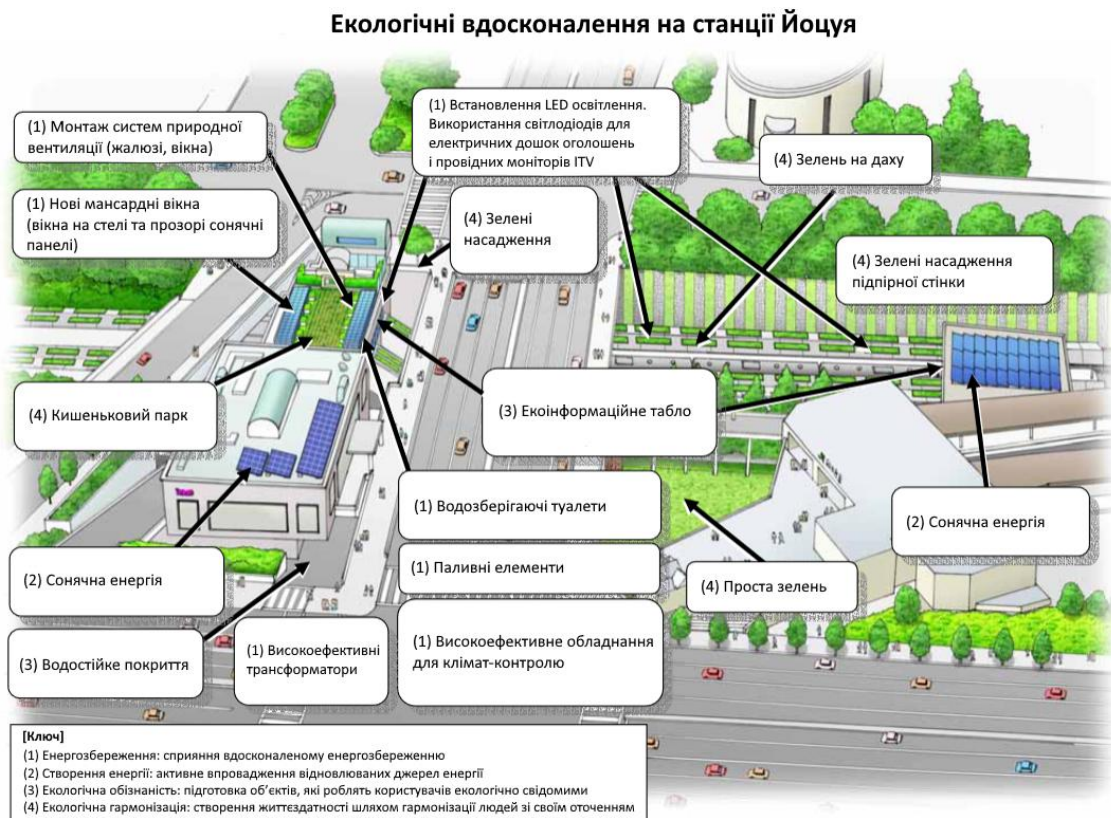 Екологічні вдосконалення на станції Йоцуя
(1) Монтаж систем природної
вентиляції (жалюзі, вікна)
(1) Встановлення LED освітлення.
Використання світлодіодів для
електричних дошок оголошень
і провідних моніторів ITV
(4) Зелень на даху
(1) Нові мансардні вікна
(вікна на стелі та прозорі сонячні
панелі)
(4) Зелені
насадження
(4) Зелені насадження
підпірної стінки
(4) Кишеньковий парк
(3) Екоінформаційне табло
(1) Водозберігаючі туалети
(2) Сонячна енергія
(2) Сонячна енергія
(1) Паливні елементи
(4) Проста зелень
(3) Водостійке покриття
(1) Високоефективні
трансформатори
(1) Високоефективне обладнання
для клімат-контролю
[Ключ]
(1) Енергозбереження: сприяння вдосконаленому енергозбереженню
(2) Створення енергії: активне впровадження відновлюваних джерел енергії
(3) Екологічна обізнаність: підготовка об’єктів, які роблять користувачів екологічно свідомими
(4) Екологічна гармонізація: створення життєздатності шляхом гармонізації людей зі своїм оточенням